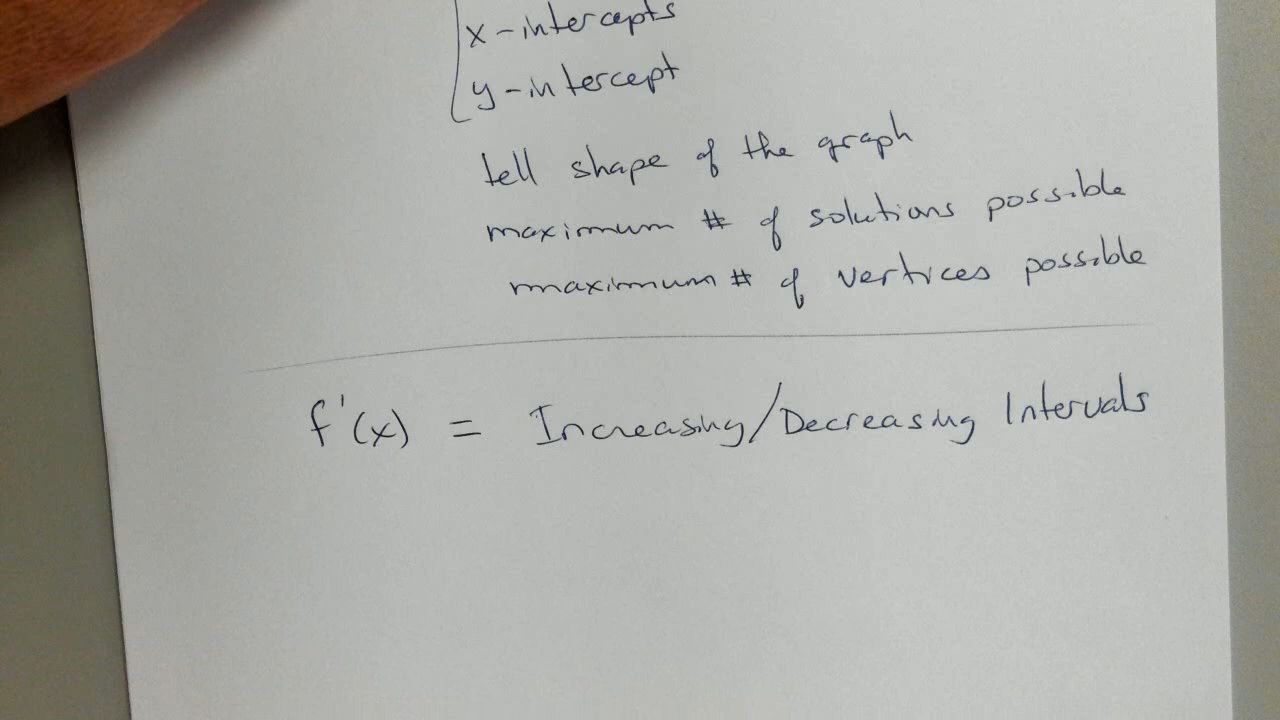 x-intercepts
y-intercept
tell shape of the graph
maximum # of solutions possible
maximum # of vertices possible
f'(x) = Increasing/Decreasing Intervals